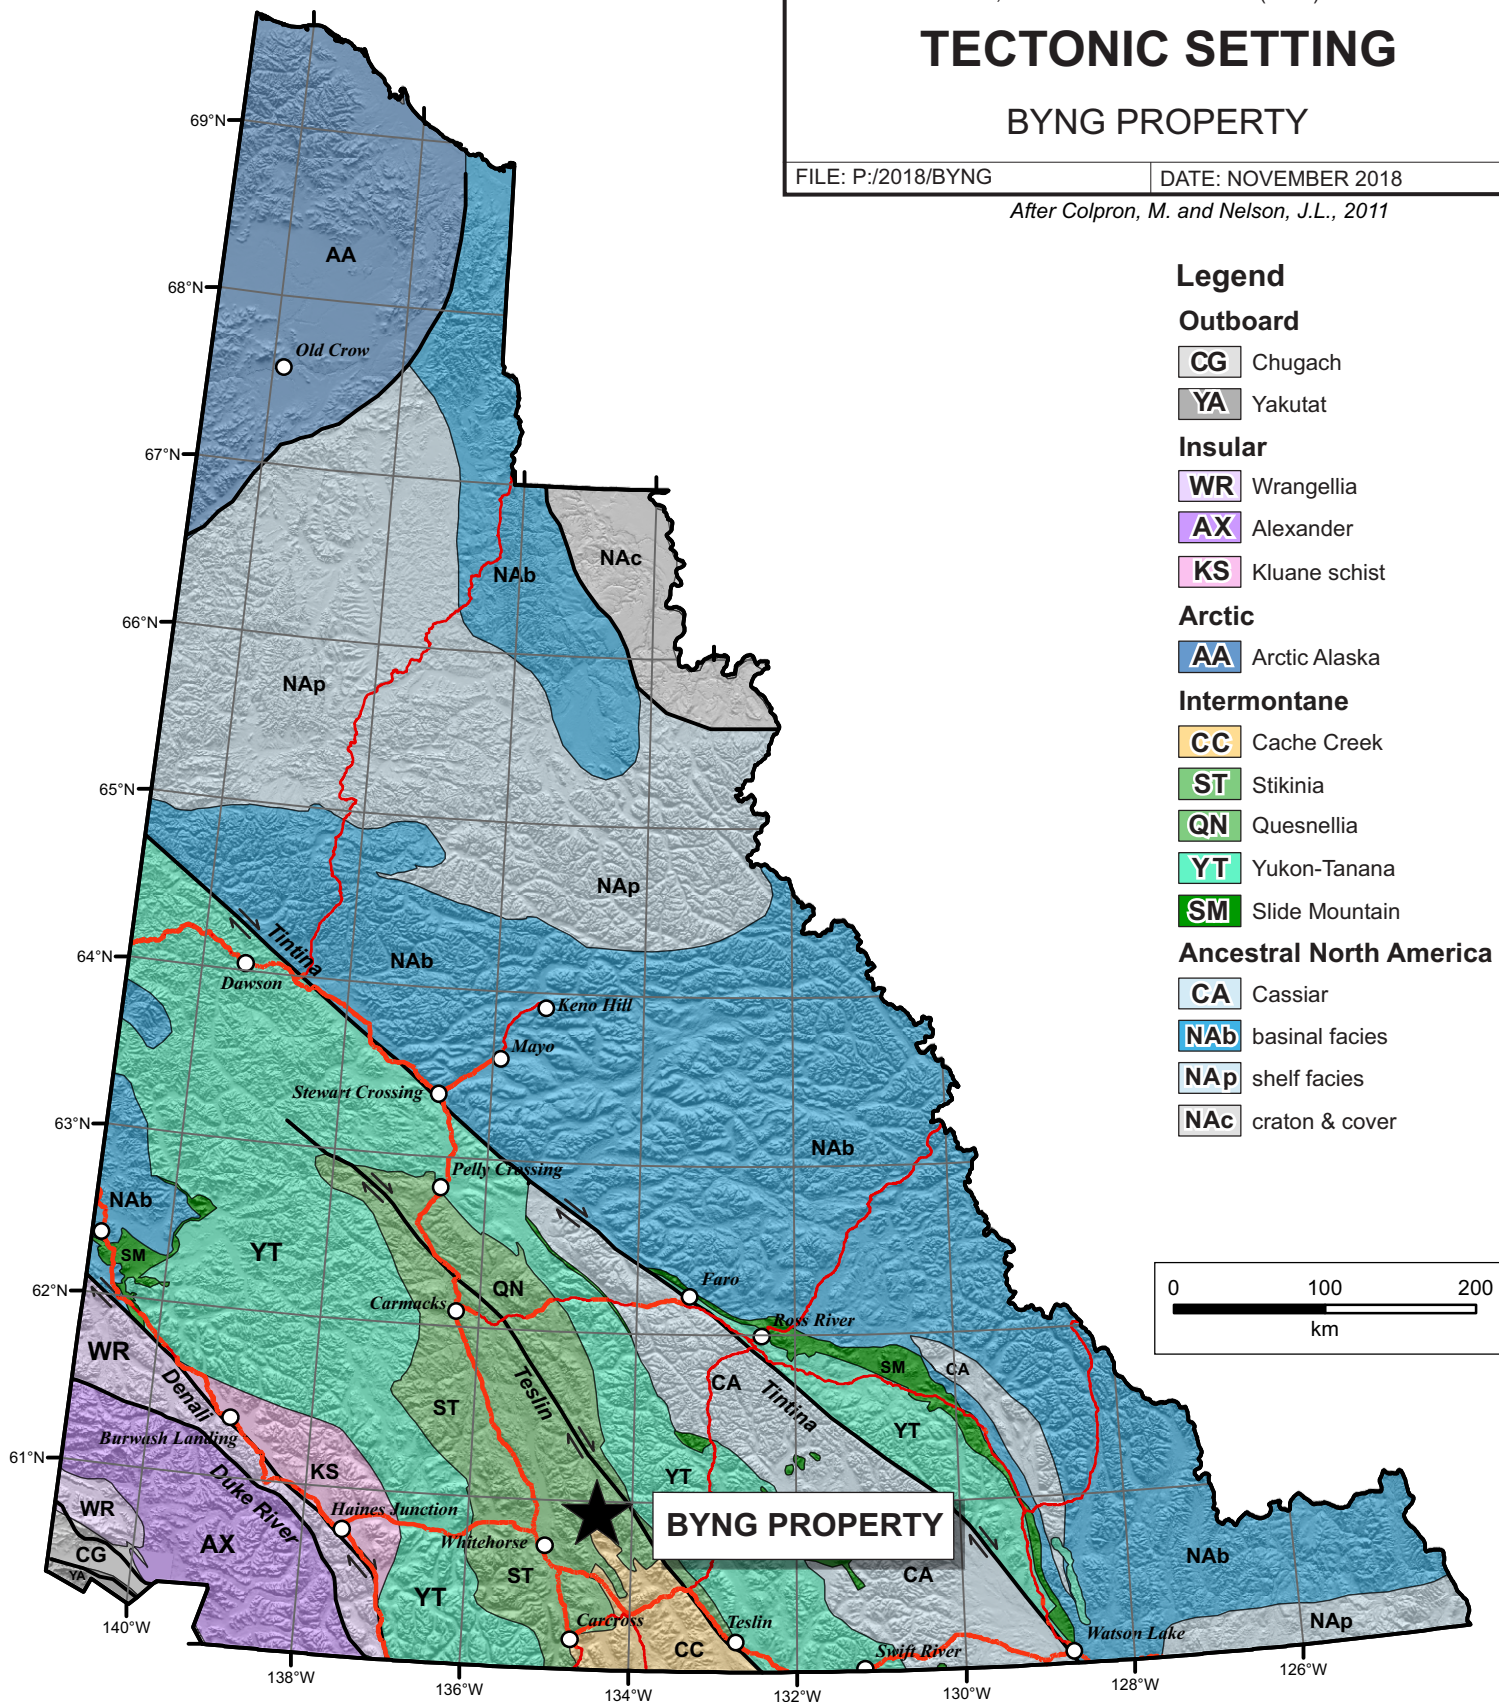 TECTONIC SETTING
BYNG PROPERTY
FILE: P:/2018/BYNG
DATE: NOVEMBER 2018
After Colpron, M. and Nelson, J.L., 2011
Legend
Outboard
CG Chugach
YA Yakutat
Insular
WR Wrangellia
AX Alexander
KS Kluane schist
Arctic
AA Arctic Alaska
Intermontane
CC Cache Creek
ST Stikinia
QN Quesnellia
YT Yukon-Tanana
SM Slide Mountain
Ancestral North America
CA Cassiar
NAb basinal facies
NAp shelf facies
NAc craton & cover
0 100 200
km
69°N
AA
68°N
Old Crow
67°N
NAc
NAb
66°N
NAp
65°N
NAp
Tintina
64°N
NAb
Dawson
Keno Hill
Mayo
Stewart Crossing
63°N
NAb
Pelly Crossing
NAb
YT
SM
62°N
QN
Faro
Carmacks
Ross River
WR
SM
CA
Denali
Teslin
CA
Tintina
ST
YT
Burwash Landing
61°N
KS
YT
Duke River
WR
Haines Junction
BYNG PROPERTY
AX
Whitehorse
CG
YA
ST
CA
NAb
YT
Carcross
Teslin
NAp
140°W
CC
Swift River
Watson Lake
138°W
136°W
134°W
132°W
130°W
128°W
126°W